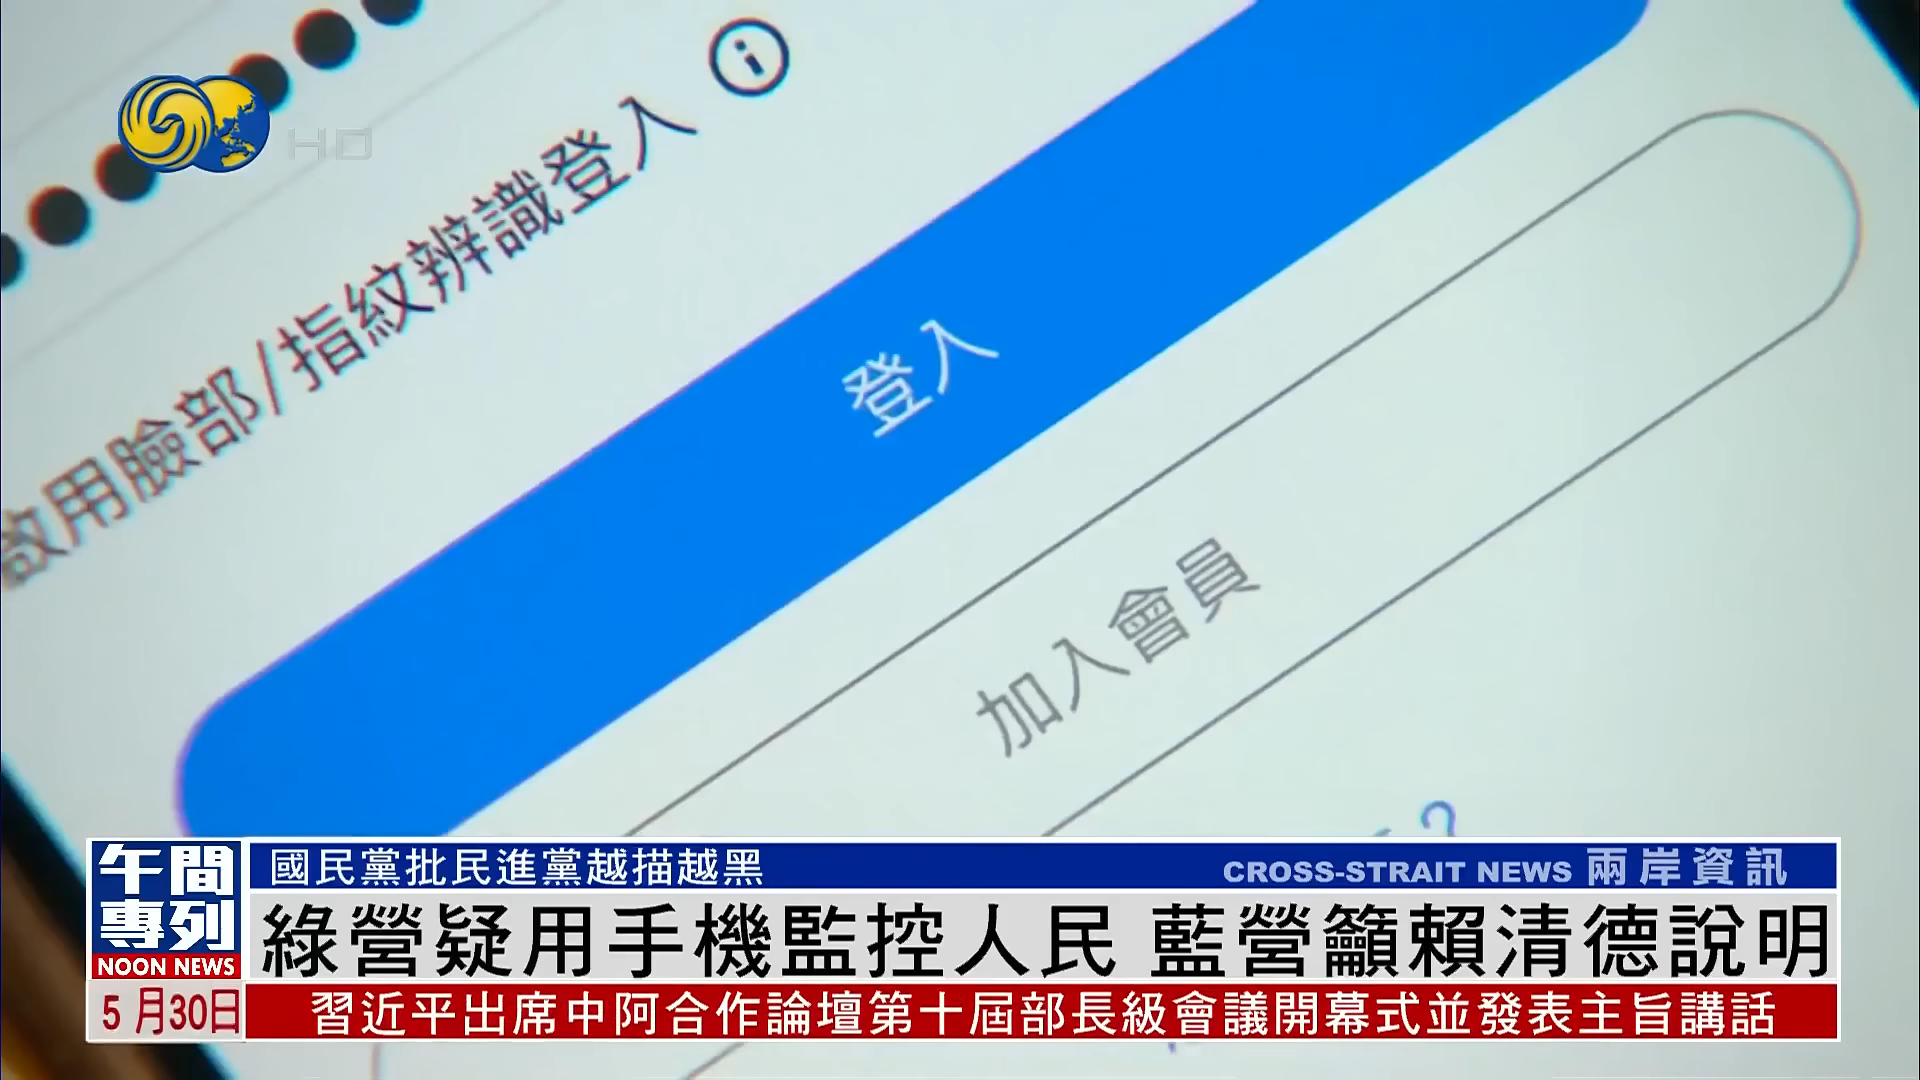 HD
啟用臉部/指紋辨識登入
登入
加入會員
?
午間專列
NOON NEWS
5月30日
國民黨批民進黨越描越黑
CROSS-STRAIT NEWS 兩岸資訊
綠營疑用手機監控人民 藍營籲賴清德說明
習近平出席中阿合作論壇第十屆部長級會議開幕式並發表主旨講話